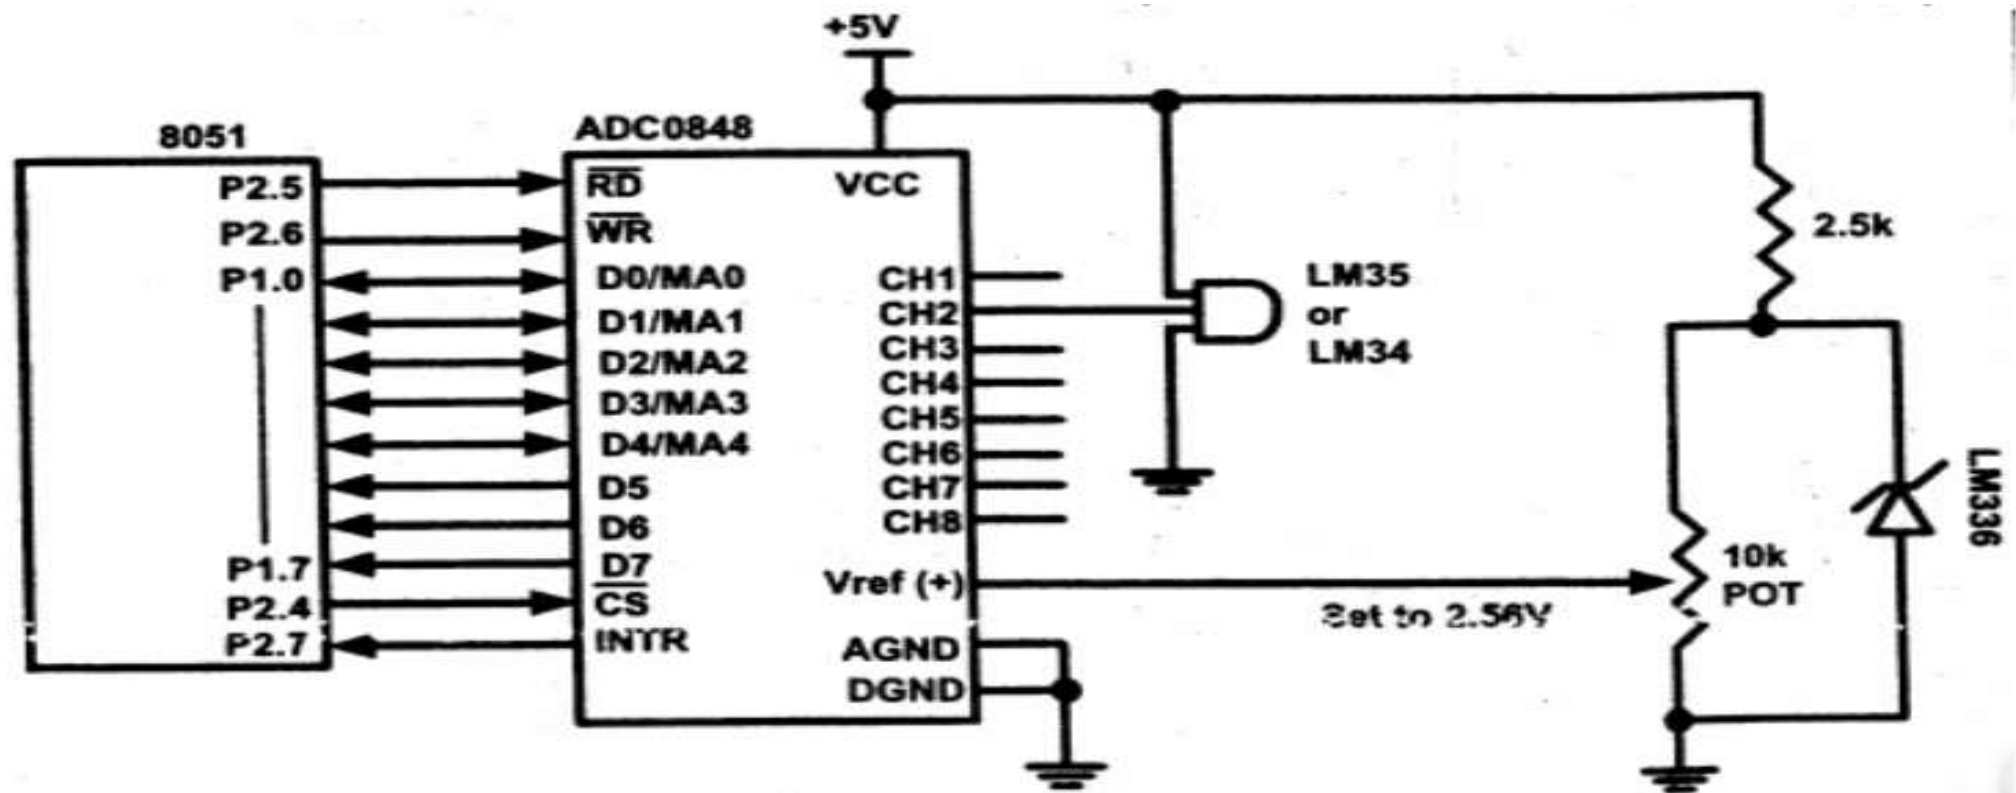 +5V
8051
ADC0848
P2.5
P2.6
P1.0
P1.7
P2.4
P2.7
RD
WR
D0/MA0
D1/MA1
D2/MA2
D3/MA3
D4/MA4
D5
D6
D7
CS
INTR
VCC
CH1
CH2
CH3
CH4
CH5
CH6
CH7
CH8
Vref (+)
AGND
DGND
LM35
or
LM34
Set to 2.56V
2.5k
10k
POT
LM336